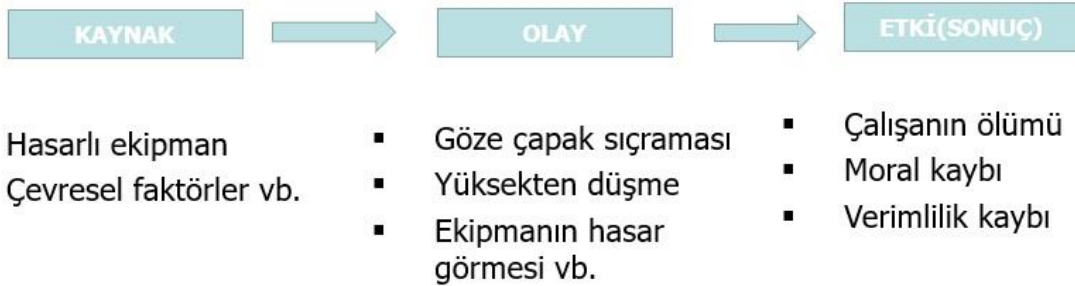 KAYNAK
OLAY
ETKİ(SONUÇ)
Hasarlı ekipman
Çevresel faktörler vb.
▪ Göze çapak sıçraması
▪ Yüksekten düşme
▪ Ekipmanın hasar
görmesi vb.
▪ Çalışanın ölümü
▪ Moral kaybı
▪ Verimlilik kaybı